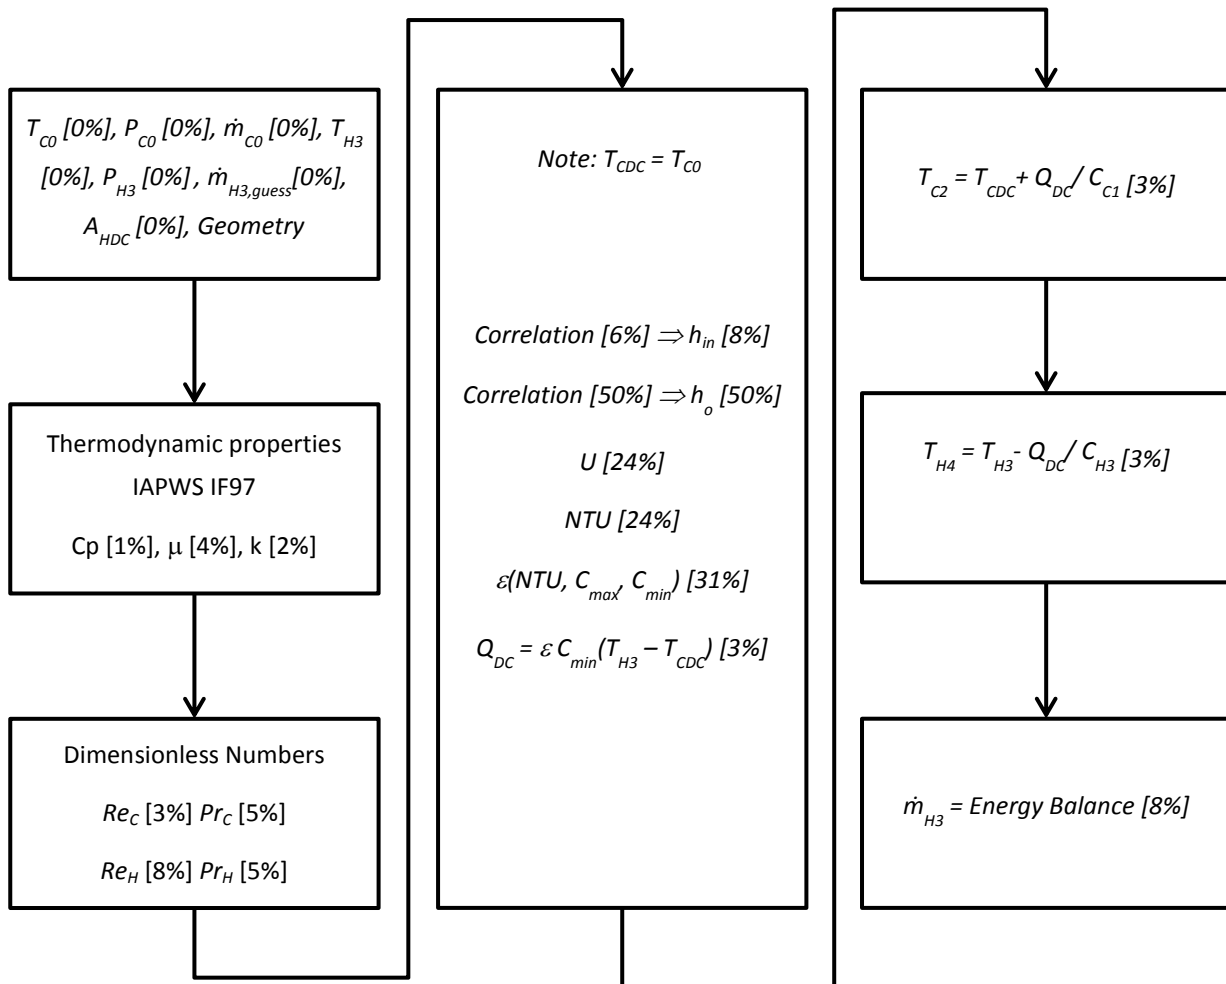 T_C0 [0%], P_C0 [0%], ṁ_C0 [0%], T_H3
[0%], P_H3 [0%] , ṁ_H3,guess[0%],
A_HDC [0%], Geometry
Thermodynamic properties
IAPWS IF97
Cp [1%], μ [4%], k [2%]
Dimensionless Numbers
Re_C [3%] Pr_C [5%]
Re_H [8%] Pr_H [5%]
Note: T_CDC = T_C0
Correlation [6%] ⇒ h_in [8%]
Correlation [50%] ⇒ h_o [50%]
U [24%]
NTU [24%]
ε(NTU, C_max, C_min) [31%]
Q_DC = ε C_min(T_H3 – T_CDC) [3%]
T_C2 = T_CDC + Q_DC / C_C1 [3%]
T_H4 = T_H3 - Q_DC / C_H3 [3%]
ṁ_H3 = Energy Balance [8%]